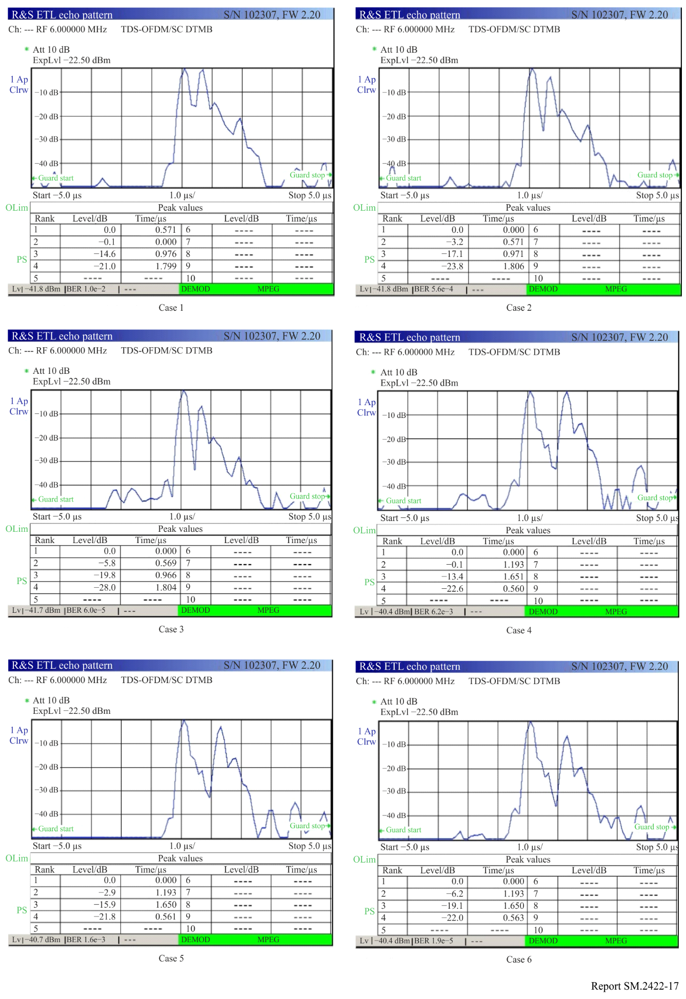 R&S ETL echo pattern S/N 102307, FW 2.20
Ch: --- RF 6.000000 MHz TDS-OFDM/SC DTMB
* Att 10 dB
ExpLvl −22.50 dBm
1 Ap
Clrw
−10 dB
−20 dB
−30 dB
−40 dB
Guard start Guard stop
Start −5.0 µs 1.0 µs/ Stop 5.0 µs
OLim
Peak values
Rank Level/dB Time/µs Level/dB Time/µs
1 0.0 0.571 6 ---- ----
2 −0.1 0.000 7 ---- ----
3 −14.6 0.976 8 ---- ----
PS
4 −21.0 1.799 9 ---- ----
5 ---- ---- 10
Lvl −41.8 dBm BER 1.0e−2 --- DEMOD MPEG
Case 1
R&S ETL echo pattern S/N 102307, FW 2.20
Ch: --- RF 6.000000 MHz TDS-OFDM/SC DTMB
* Att 10 dB
ExpLvl −22.50 dBm
1 Ap
Clrw
−10 dB
−20 dB
−30 dB
−40 dB
Guard start Guard stop
Start −5.0 µs 1.0 µs/ Stop 5.0 µs
OLim
Peak values
Rank Level/dB Time/µs Level/dB Time/µs
1 0.0 0.000 6 ---- ----
2 −3.2 0.571 7 ---- ----
3 −17.1 0.971 8 ---- ----
PS
4 −23.8 1.806 9 ---- ----
5 ---- ---- 10
Lvl −41.8 dBm BER 5.6e−4 --- DEMOD MPEG
Case 2
R&S ETL echo pattern S/N 102307, FW 2.20
Ch: --- RF 6.000000 MHz TDS-OFDM/SC DTMB
* Att 10 dB
ExpLvl −22.50 dBm
1 Ap
Clrw
−10 dB
−20 dB
−30 dB
−40 dB
Guard start Guard stop
Start −5.0 µs 1.0 µs/ Stop 5.0 µs
OLim
Peak values
Rank Level/dB Time/µs Level/dB Time/µs
1 0.0 0.000 6 ---- ----
2 −5.8 0.569 7 ---- ----
3 −19.8 0.966 8 ---- ----
PS
4 −28.0 1.804 9 ---- ----
5 ---- ---- 10
Lvl −41.7 dBm BER 6.0e−5 --- DEMOD MPEG
Case 3
R&S ETL echo pattern S/N 102307, FW 2.20
Ch: --- RF 6.000000 MHz TDS-OFDM/SC DTMB
* Att 10 dB
ExpLvl −22.50 dBm
1 Ap
Clrw
−10 dB
−20 dB
−30 dB
−40 dB
Guard start Guard stop
Start −5.0 µs 1.0 µs/ Stop 5.0 µs
OLim
Peak values
Rank Level/dB Time/µs Level/dB Time/µs
1 0.0 0.000 6 ---- ----
2 −0.1 1.193 7 ---- ----
3 −13.4 1.651 8 ---- ----
PS
4 −22.6 0.560 9 ---- ----
5 ---- ---- 10 ---- ----
Lv | −40.4 dBm BER 6.2e−3 --- DEMOD MPEG
Case 4
R&S ETL echo pattern S/N 102307, FW 2.20
Ch: --- RF 6.000000 MHz TDS-OFDM/SC DTMB
* Att 10 dB
ExpLvl −22.50 dBm
1 Ap
Clrw
−10 dB
−20 dB
−30 dB
−40 dB
Guard start Guard stop
Start −5.0 µs 1.0 µs/ Stop 5.0 µs
OLim
Peak values
Rank Level/dB Time/µs Level/dB Time/µs
1 0.0 0.000 6 ---- ----
2 −2.9 1.193 7 ---- ----
3 −15.9 1.650 8 ---- ----
PS
4 −21.8 0.561 9 ---- ----
5 ---- ---- 10 ---- ----
Lvl −40.7 dBm BER 1.6e−3 --- DEMOD MPEG
Case 5
R&S ETL echo pattern S/N 102307, FW 2.20
Ch: --- RF 6.000000 MHz TDS-OFDM/SC DTMB
* Att 10 dB
ExpLvl −22.50 dBm
1 Ap
Clrw
−10 dB
−20 dB
−30 dB
−40 dB
Guard start Guard stop
Start −5.0 µs 1.0 µs/ Stop 5.0 µs
OLim
Peak values
Rank Level/dB Time/µs Level/dB Time/µs
1 0.0 0.000 6 ---- ----
2 −6.2 1.193 7 ---- ----
3 −19.1 1.650 8 ---- ----
PS
4 −22.0 0.563 9 ---- ----
5 ---- ---- 10 ---- ----
Lv | −40.4 dBm BER 1.9e−5 --- DEMOD MPEG
Case 6
Report SM.2422-17